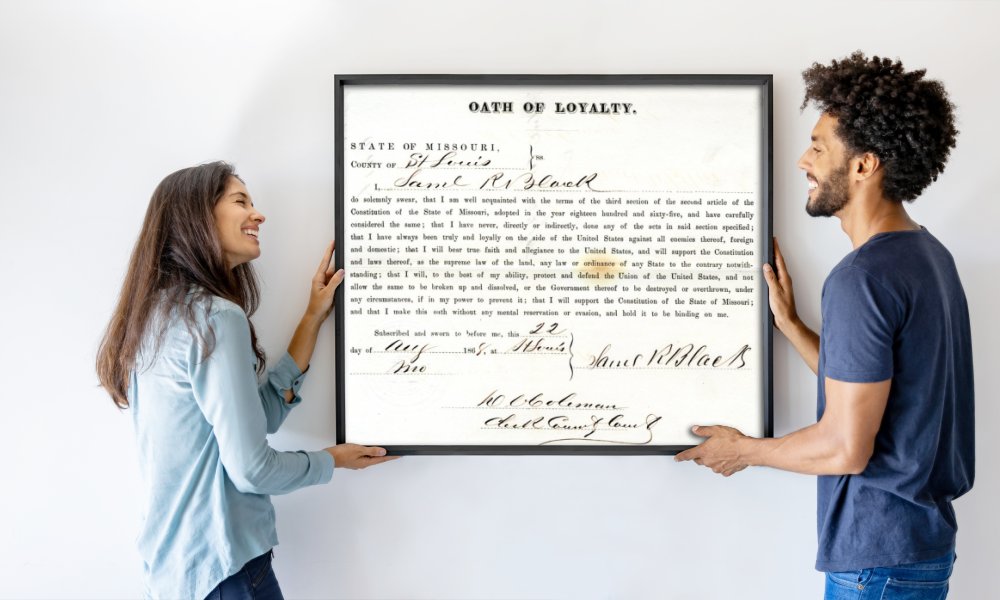 OATH OF LOYALTY.
STATE OF MISSOURI,
COUNTY OF St Louis } ss
I, Saml R Black
do solemnly swear, that I am well acquainted with the terms of the third section of the second article of the
Constitution of the State of Missouri, adopted in the year eighteen hundred and sixty-five, and have carefully
considered the same; that I have never, directly or indirectly, done any of the acts in said section specified;
that I have always been truly and loyally on the side of the United States against all enemies thereof, foreign
and domestic; that I will bear true faith and allegiance to the United States, and will support the Constitution
and laws thereof, as the supreme law of the land, any law or ordinance of any State to the contrary notwith-
standing; that I will, to the best of my ability, protect and defend the Union of the United States, and not
allow the same to be broken up and dissolved, or the Government thereof to be destroyed or overthrown, under
any circumstances, if in my power to prevent it; that I will support the Constitution of the State of Missouri;
and that I make this oath without any mental reservation or evasion, and hold it to be binding on me.
Subscribed and sworn to before me, this 22
day of Aug 186 at St Louis } Saml R Black
Mo
Coleman
Clerk County Court